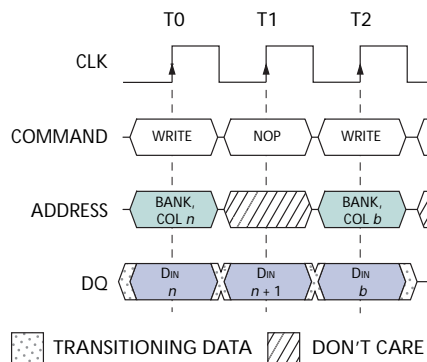 T0 T1 T2
CLK
COMMAND WRITE NOP WRITE
BANK, BANK,
ADDRESS COL n COL b
DIN DIN DIN
DQ n n + 1 b
TRANSITIONING DATA DON'T CARE